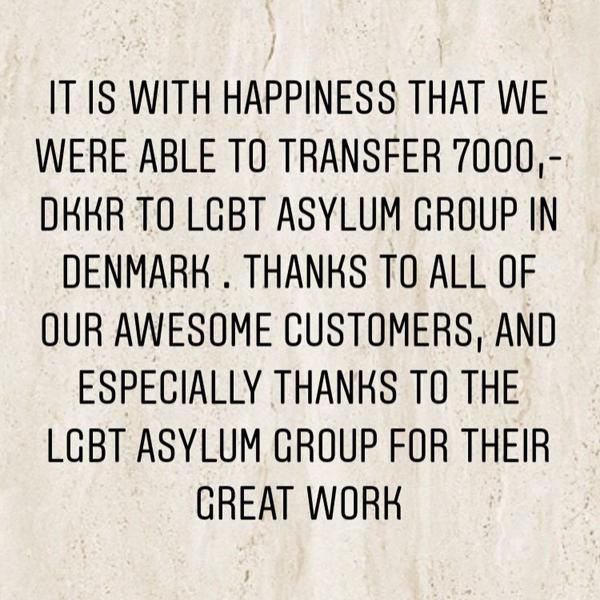 IT IS WITH HAPPINESS THAT WE
WERE ABLE TO TRANSFER 7000,-
DKKR TO LGBT ASYLUM GROUP IN
DENMARK . THANKS TO ALL OF
OUR AWESOME CUSTOMERS, AND
ESPECIALLY THANKS TO THE
LGBT ASYLUM GROUP FOR THEIR
GREAT WORK